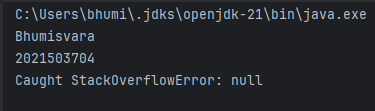 C:\Users\bhumi\.jdks\openjdk-21\bin\java.exe
Bhumisvara
2021503704
Caught StackOverflowError: null